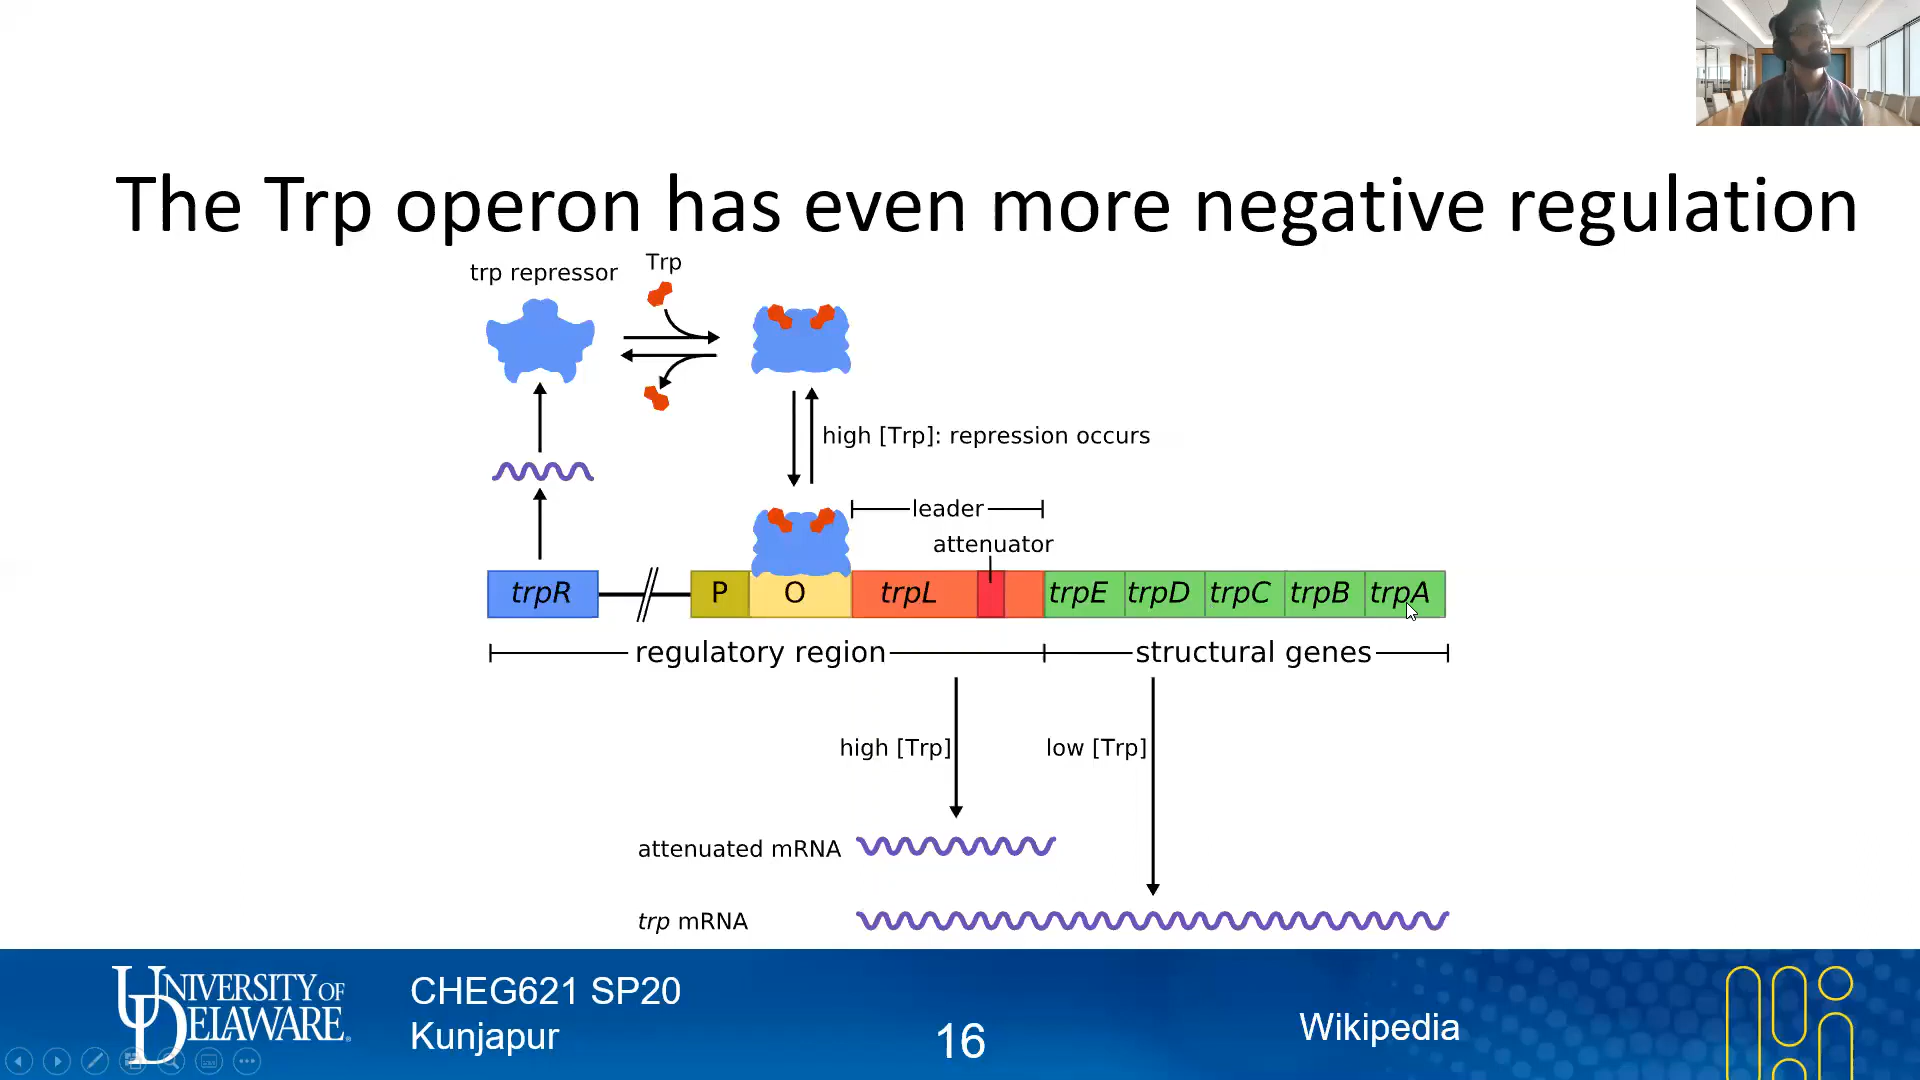 The Trp operon has even more negative regulation
trp repressor
Trp
high [Trp]: repression occurs
leader
attenuator
trpR
P
O
trpL
trpE
trpD
trpC
trpB
trpA
regulatory region
structural genes
high [Trp]
low [Trp]
attenuated mRNA
trp mRNA
UNIVERSITY OF
DELAWARE.
CHEG621 SP20
Kunjapur
16
Wikipedia